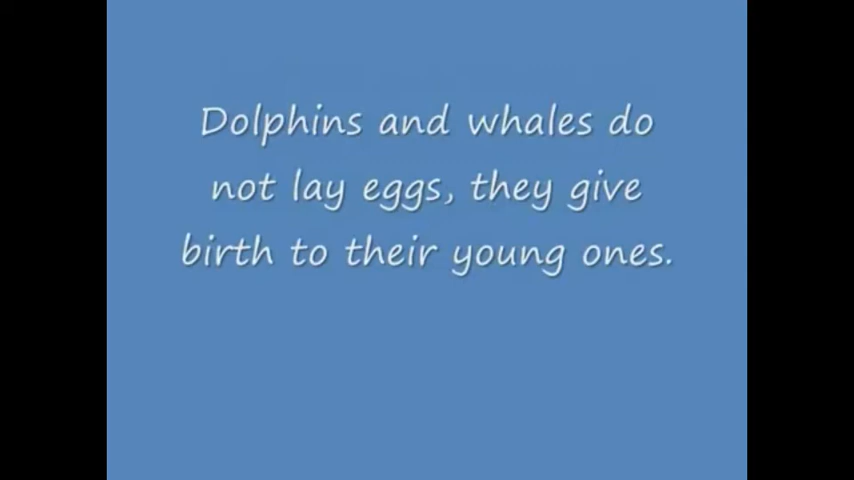 Dolphins and whales do
not lay eggs, they give
birth to their young ones.